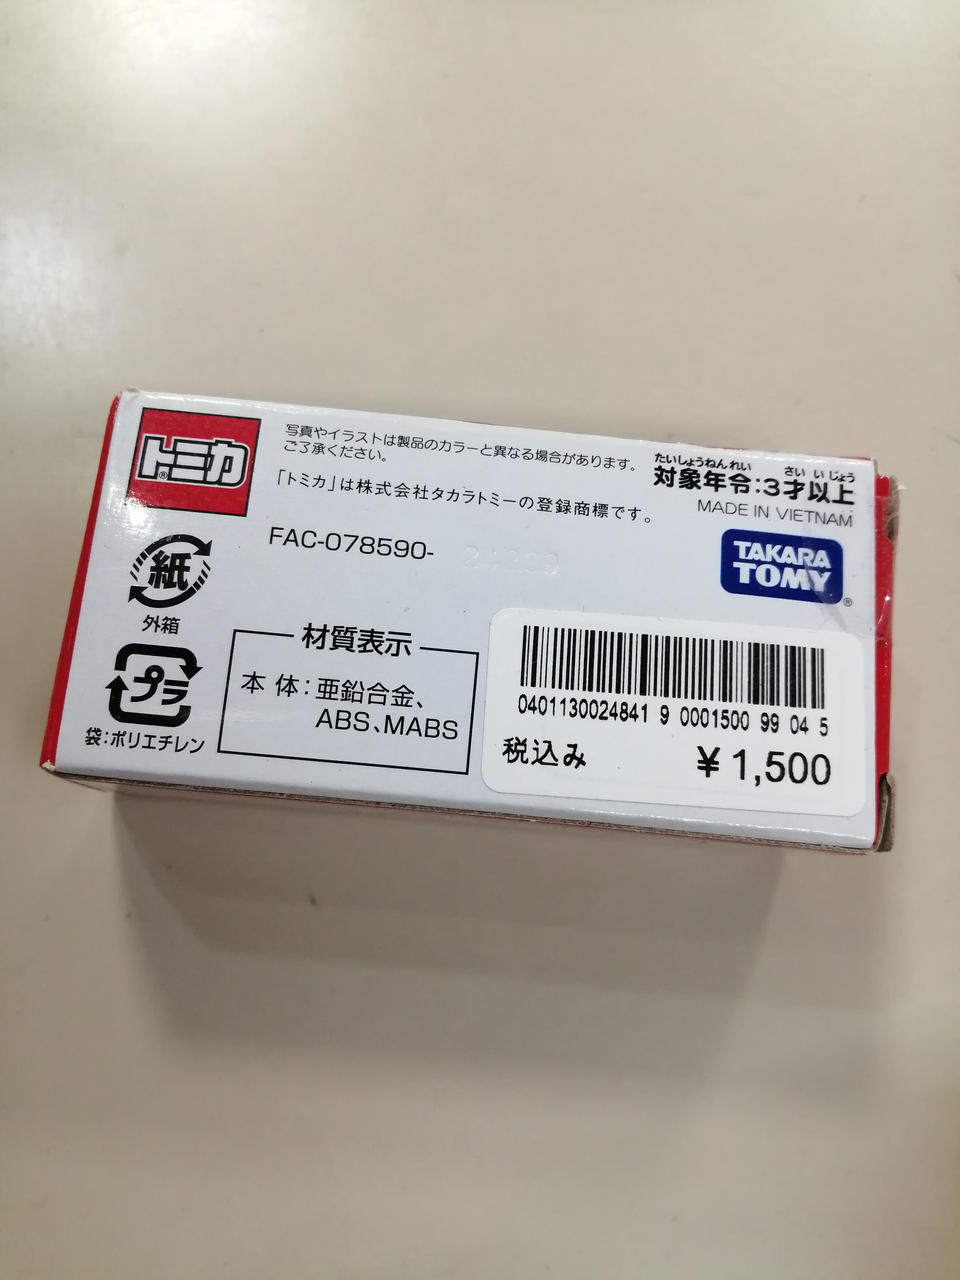 トミカ
®
写真やイラストは製品のカラーと異なる場合があります。
ご了承ください。
「トミカ」は株式会社タカラトミーの登録商標です。
FAC-078590-
たいしょうねんれい さい いじょう
対象年令:3才以上
MADE IN VIETNAM
TAKARA
TOMY
®
紙
外箱
プラ
袋:ポリエチレン
材質表示
本 体:亜鉛合金、
ABS、MABS
0401130024841 9 0001500 99 04 5
税込み ¥1,500